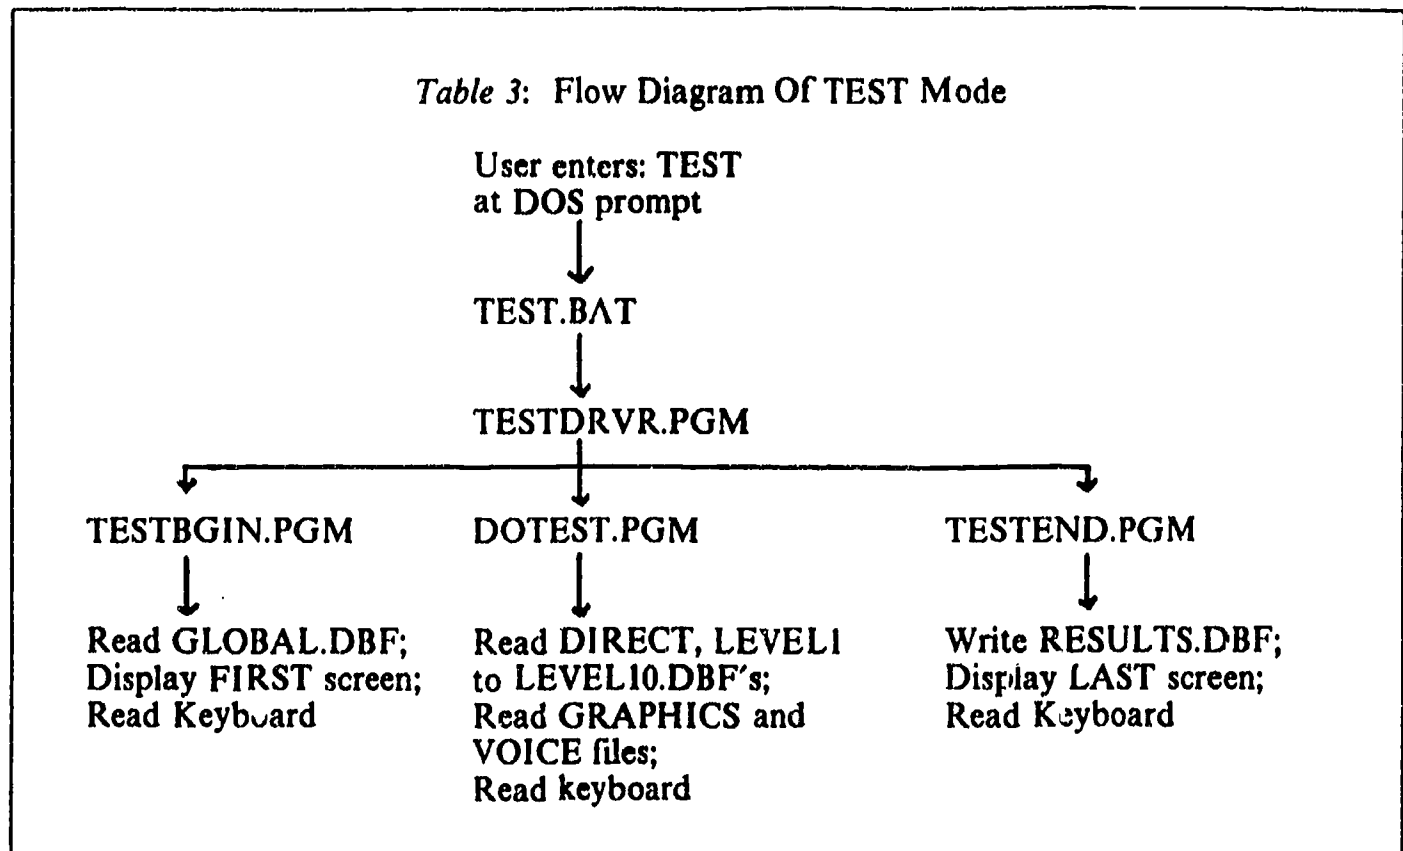 Table 3: Flow Diagram Of TEST Mode
User enters: TEST
at DOS prompt
TEST.BAT
TESTDRVR.PGM
TESTBGIN.PGM
Read GLOBAL.DBF;
Display FIRST screen;
Read Keyboard
DOTEST.PGM
Read DIRECT, LEVEL1
to LEVEL10.DBF's;
Read GRAPHICS and
VOICE files;
Read keyboard
TESTEND.PGM
Write RESULTS.DBF;
Display LAST screen;
Read Keyboard